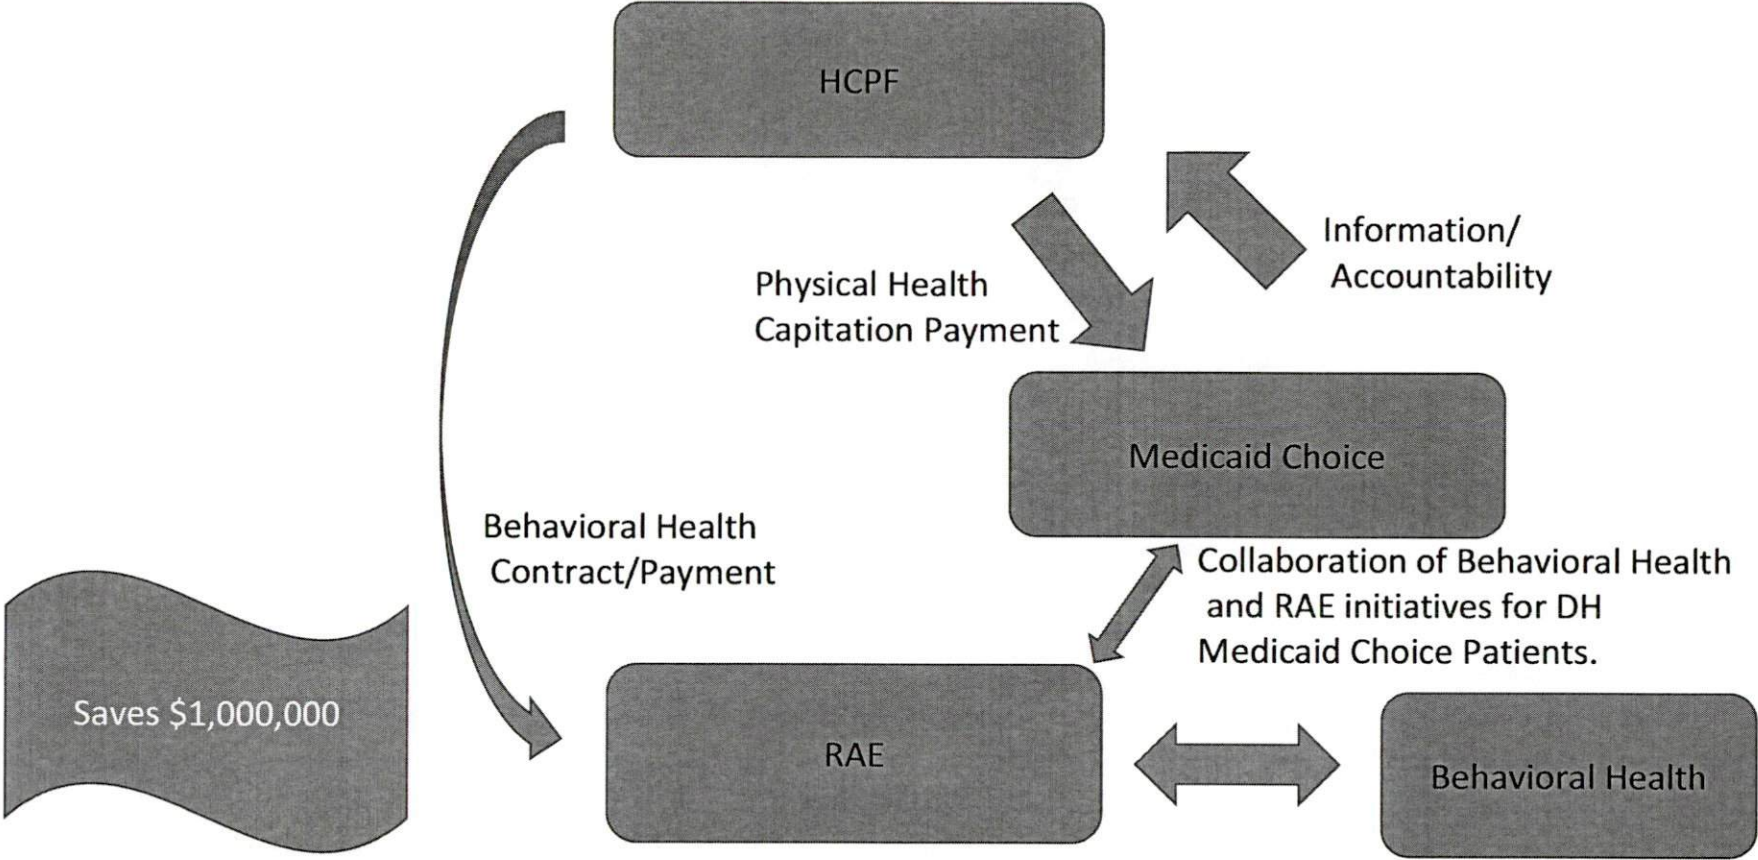 HCPF
Information/
Accountability
Physical Health
Capitation Payment
Medicaid Choice
Behavioral Health
Contract/Payment
Collaboration of Behavioral Health
and RAE initiatives for DH
Medicaid Choice Patients.
Saves $1,000,000
RAE
Behavioral Health